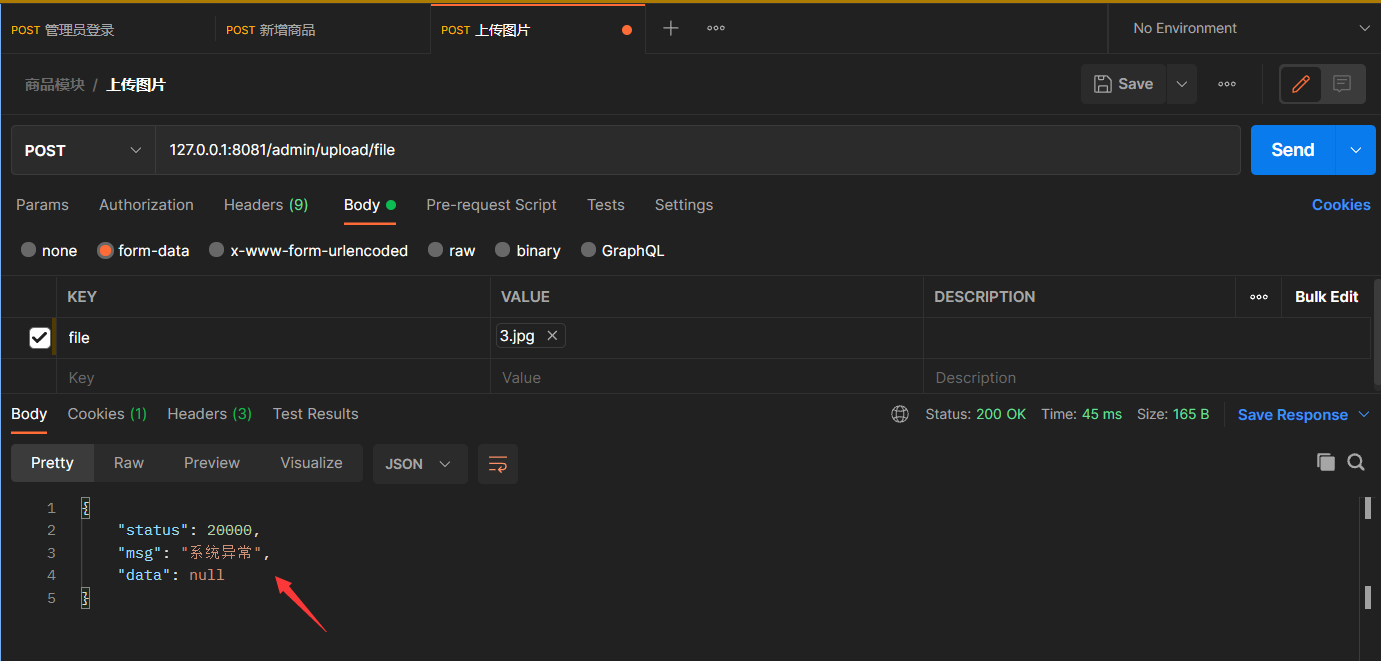 POST 管理员登录 POST 新增商品 POST 上传图片 No Environment
商品模块 / 上传图片 Save
POST 127.0.0.1:8081/admin/upload/file Send
Params Authorization Headers (9) Body Pre-request Script Tests Settings Cookies
none form-data x-www-form-urlencoded raw binary GraphQL
KEY VALUE DESCRIPTION Bulk Edit
file 3.jpg
Key Value Description
Body Cookies (1) Headers (3) Test Results Status: 200 OK Time: 45 ms Size: 165 B Save Response
Pretty Raw Preview Visualize JSON
1 {
2 "status": 20000,
3 "msg": "系统异常",
4 "data": null
5 }